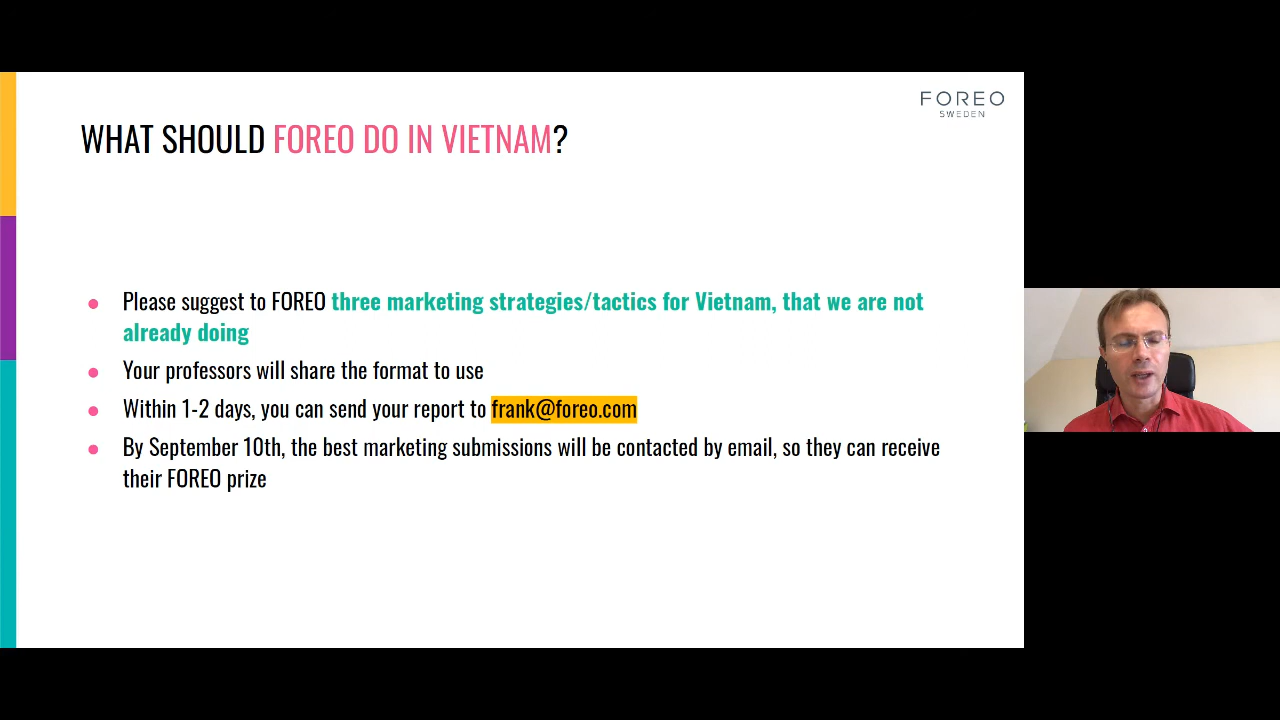 FOREO
SWEDEN
WHAT SHOULD FOREO DO IN VIETNAM?
● Please suggest to FOREO three marketing strategies/tactics for Vietnam, that we are not
already doing
● Your professors will share the format to use
● Within 1-2 days, you can send your report to frank@foreo.com
● By September 10th, the best marketing submissions will be contacted by email, so they can receive
their FOREO prize